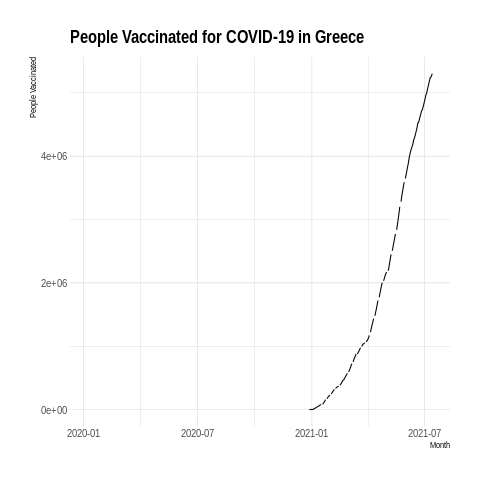 People Vaccinated for COVID-19 in Greece
People Vaccinated
4e+06
2e+06
0e+00
2020-01 2020-07 2021-01 2021-07
Month